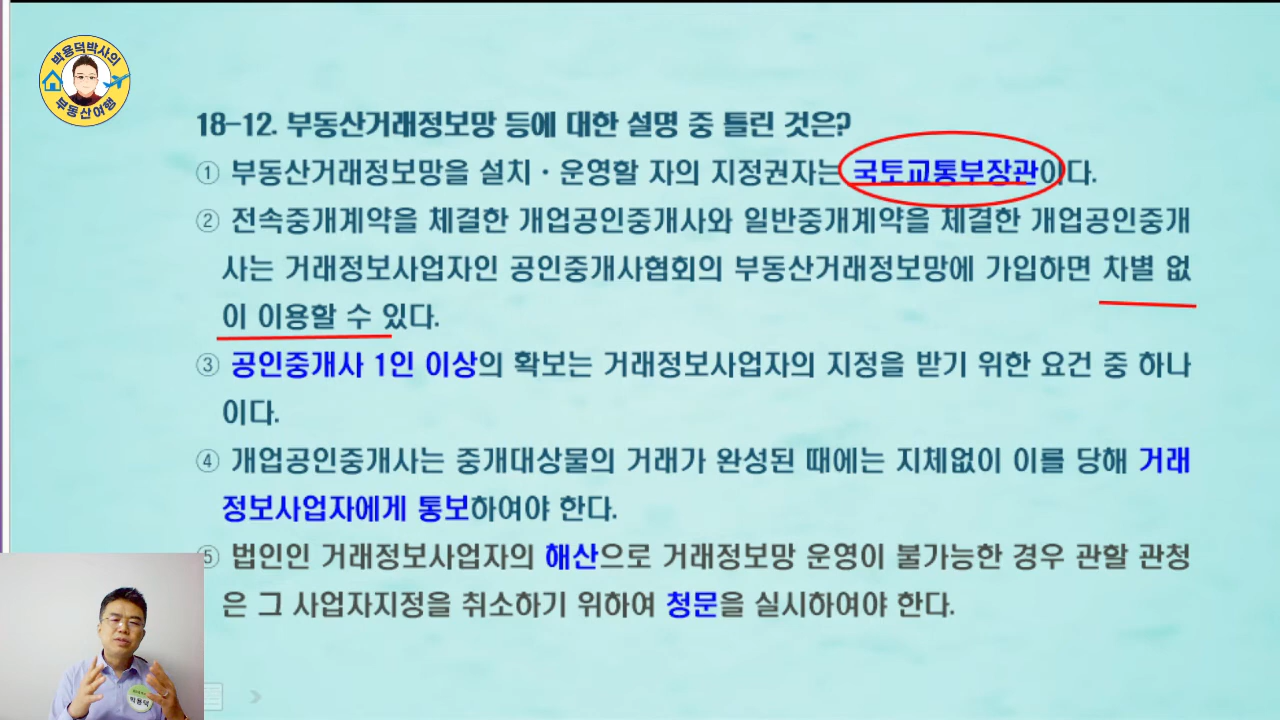 박용덕박사의
부동산여행
18-12. 부동산거래정보망 등에 대한 설명 중 틀린 것은?
① 부동산거래정보망을 설치·운영할 자의 지정권자는 국토교통부장관이다.
② 전속중개계약을 체결한 개업공인중개사와 일반중개계약을 체결한 개업공인중개
사는 거래정보사업자인 공인중개사협회의 부동산거래정보망에 가입하면 차별 없
이 이용할 수 있다.
③ 공인중개사 1인 이상의 확보는 거래정보사업자의 지정을 받기 위한 요건 중 하나
이다.
④ 개업공인중개사는 중개대상물의 거래가 완성된 때에는 지체없이 이를 당해 거래
정보사업자에게 통보하여야 한다.
⑤ 법인인 거래정보사업자의 해산으로 거래정보망 운영이 불가능한 경우 관할 관청
은 그 사업자지정을 취소하기 위하여 청문을 실시하여야 한다.
박용덕